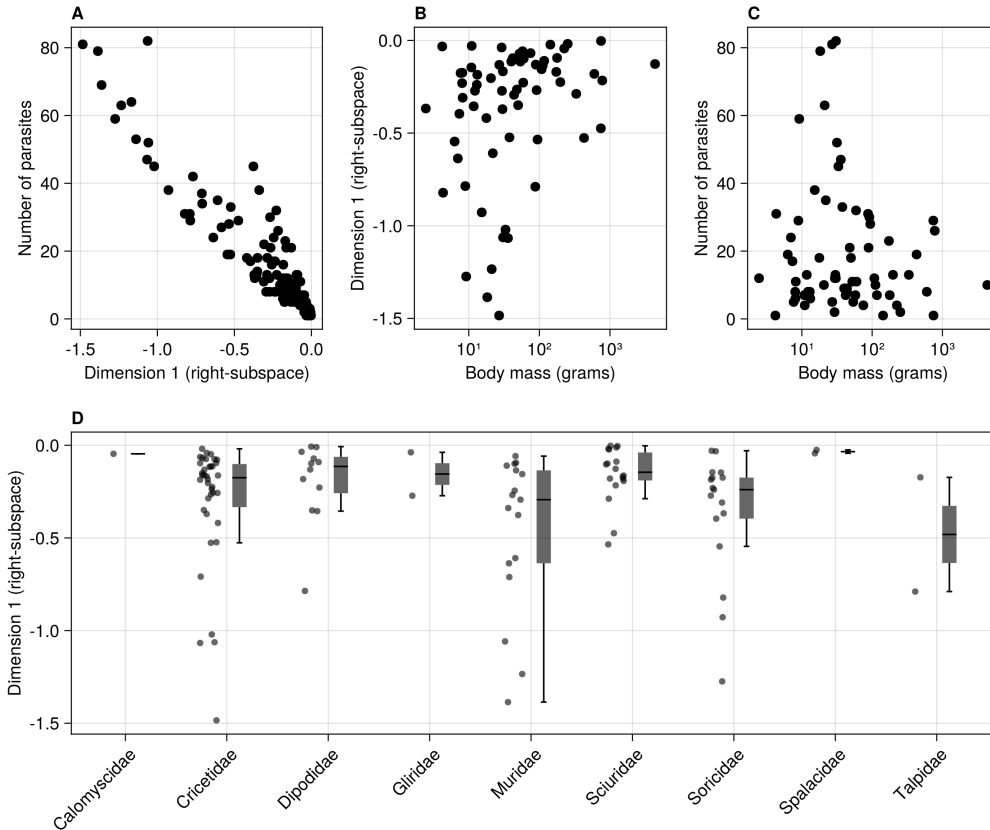 A
B
C
80
60
40
20
0
Number of parasites
-1.5
-1.0
-0.5
0.0
Dimension 1 (right-subspace)
0.0
-0.5
-1.0
-1.5
Dimension 1 (right-subspace)
10¹
10²
10³
Body mass (grams)
80
60
40
20
0
Number of parasites
10¹
10²
10³
Body mass (grams)
D
0.0
-0.5
-1.0
-1.5
Dimension 1 (right-subspace)
Calomyscidae
Cricetidae
Dipodidae
Gliridae
Muridae
Sciuridae
Soricidae
Spalacidae
Talpidae